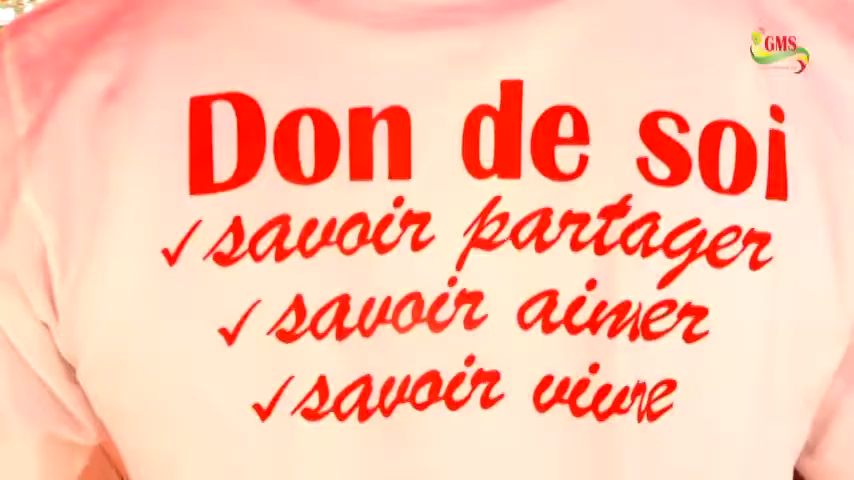 GMS
Don de soi
✓savoir partager
✓savoir aimer
✓savoir vivre